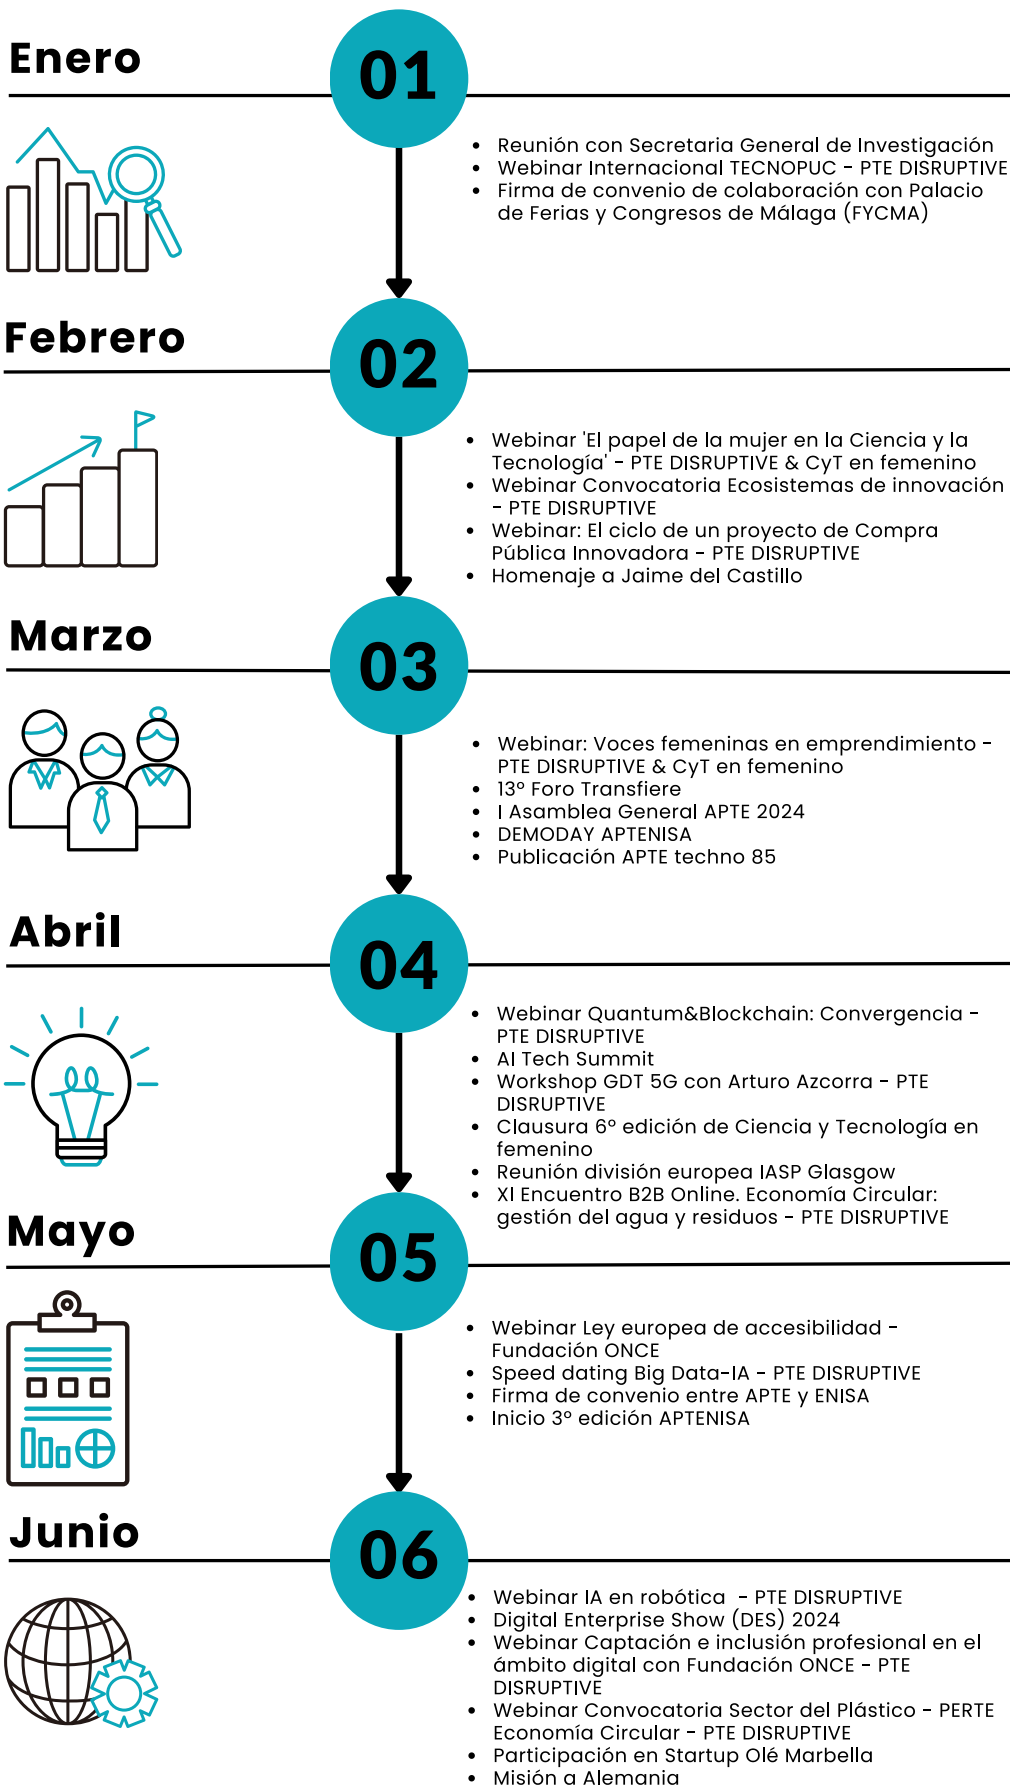 Enero
01
• Reunión con Secretaria General de Investigación
• Webinar Internacional TECNOPUC - PTE DISRUPTIVE
• Firma de convenio de colaboración con Palacio
de Ferias y Congresos de Málaga (FYCMA)
Febrero
02
• Webinar 'El papel de la mujer en la Ciencia y la
Tecnología' - PTE DISRUPTIVE & CyT en femenino
• Webinar Convocatoria Ecosistemas de innovación
- PTE DISRUPTIVE
• Webinar: El ciclo de un proyecto de Compra
Pública Innovadora - PTE DISRUPTIVE
• Homenaje a Jaime del Castillo
Marzo
03
• Webinar: Voces femeninas en emprendimiento -
PTE DISRUPTIVE & CyT en femenino
• 13º Foro Transfiere
• I Asamblea General APTE 2024
• DEMODAY APTENISA
• Publicación APTE techno 85
Abril
04
• Webinar Quantum&Blockchain: Convergencia -
PTE DISRUPTIVE
• AI Tech Summit
• Workshop GDT 5G con Arturo Azcorra - PTE
DISRUPTIVE
• Clausura 6º edición de Ciencia y Tecnología en
femenino
• Reunión división europea IASP Glasgow
• XI Encuentro B2B Online. Economía Circular:
gestión del agua y residuos - PTE DISRUPTIVE
Mayo
05
• Webinar Ley europea de accesibilidad -
Fundación ONCE
• Speed dating Big Data-IA - PTE DISRUPTIVE
• Firma de convenio entre APTE y ENISA
• Inicio 3º edición APTENISA
Junio
06
• Webinar IA en robótica - PTE DISRUPTIVE
• Digital Enterprise Show (DES) 2024
• Webinar Captación e inclusión profesional en el
ámbito digital con Fundación ONCE - PTE
DISRUPTIVE
• Webinar Convocatoria Sector del Plástico - PERTE
Economía Circular - PTE DISRUPTIVE
• Participación en Startup Olé Marbella
• Misión a Alemania